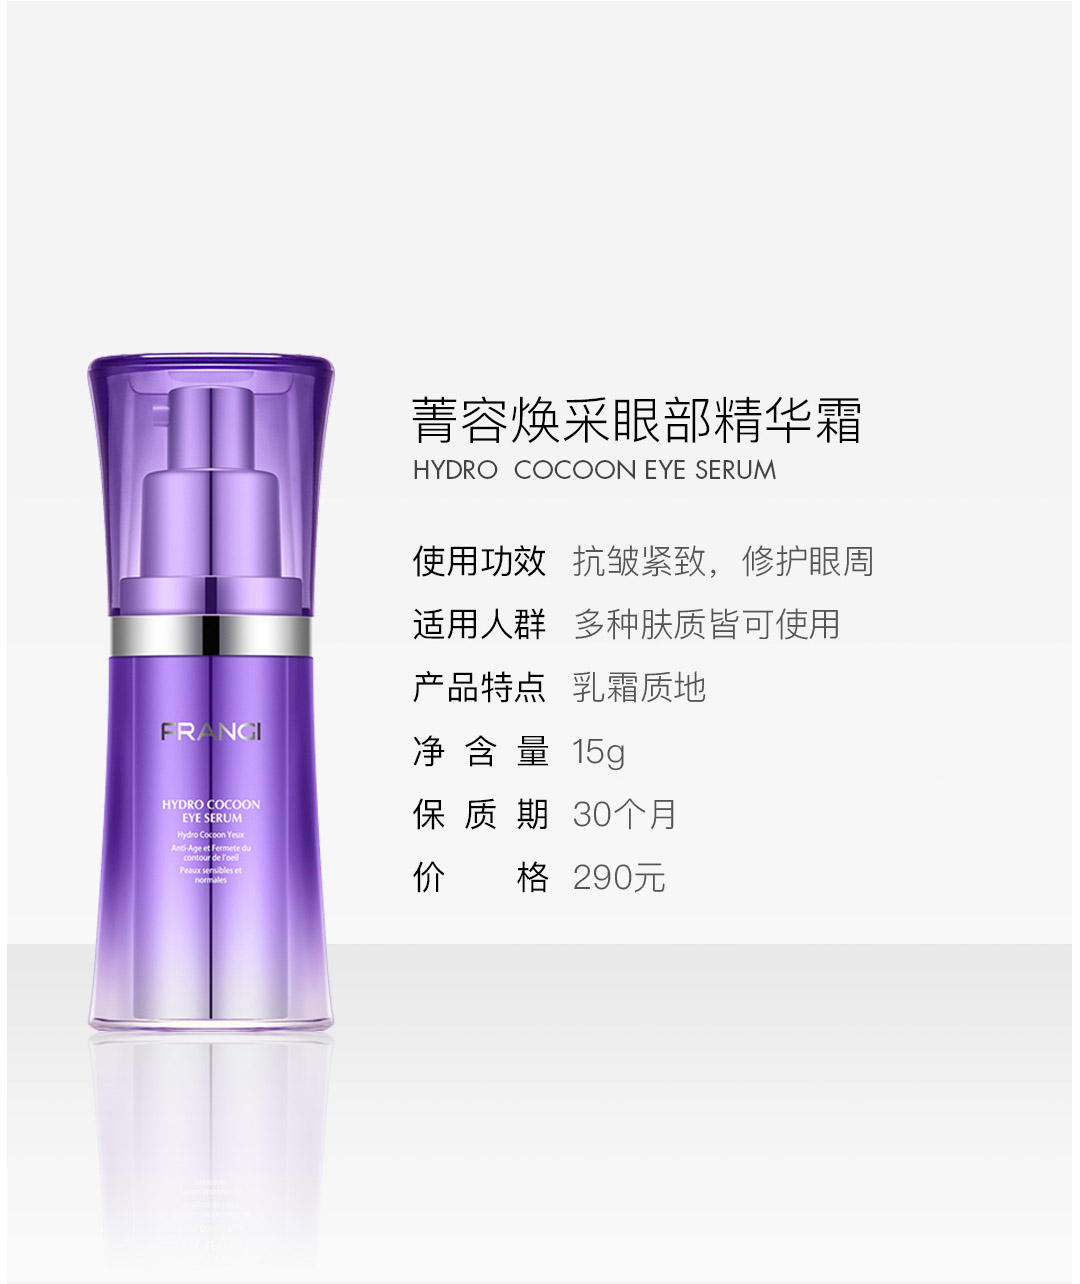 菁容焕采眼部精华霜
HYDRO COCOON EYE SERUM
使用功效 抗皱紧致，修护眼周
适用人群 多种肤质皆可使用
产品特点 乳霜质地
净含量 15g
保质期 30个月
价格 290元
FRANGI
HYDRO COCOON
EYE SERUM
Hydro Cocoon Yeux
Anti-Age et Fermete du
contour de l'oeil
Peaux sensibles et
normales